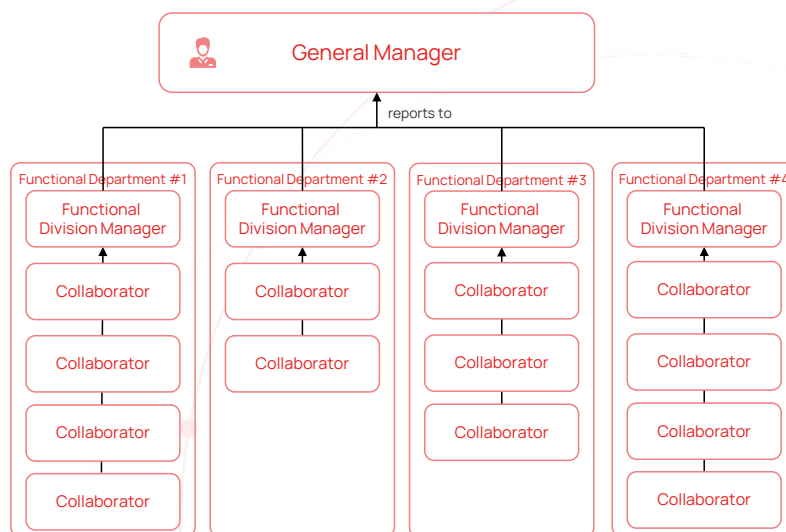 General Manager
reports to
Functional Department #1
Functional
Division Manager
Collaborator
Collaborator
Collaborator
Collaborator
Functional Department #2
Functional
Division Manager
Collaborator
Collaborator
Functional Department #3
Functional
Division Manager
Collaborator
Collaborator
Collaborator
Functional Department #4
Functional
Division Manager
Collaborator
Collaborator
Collaborator
Collaborator